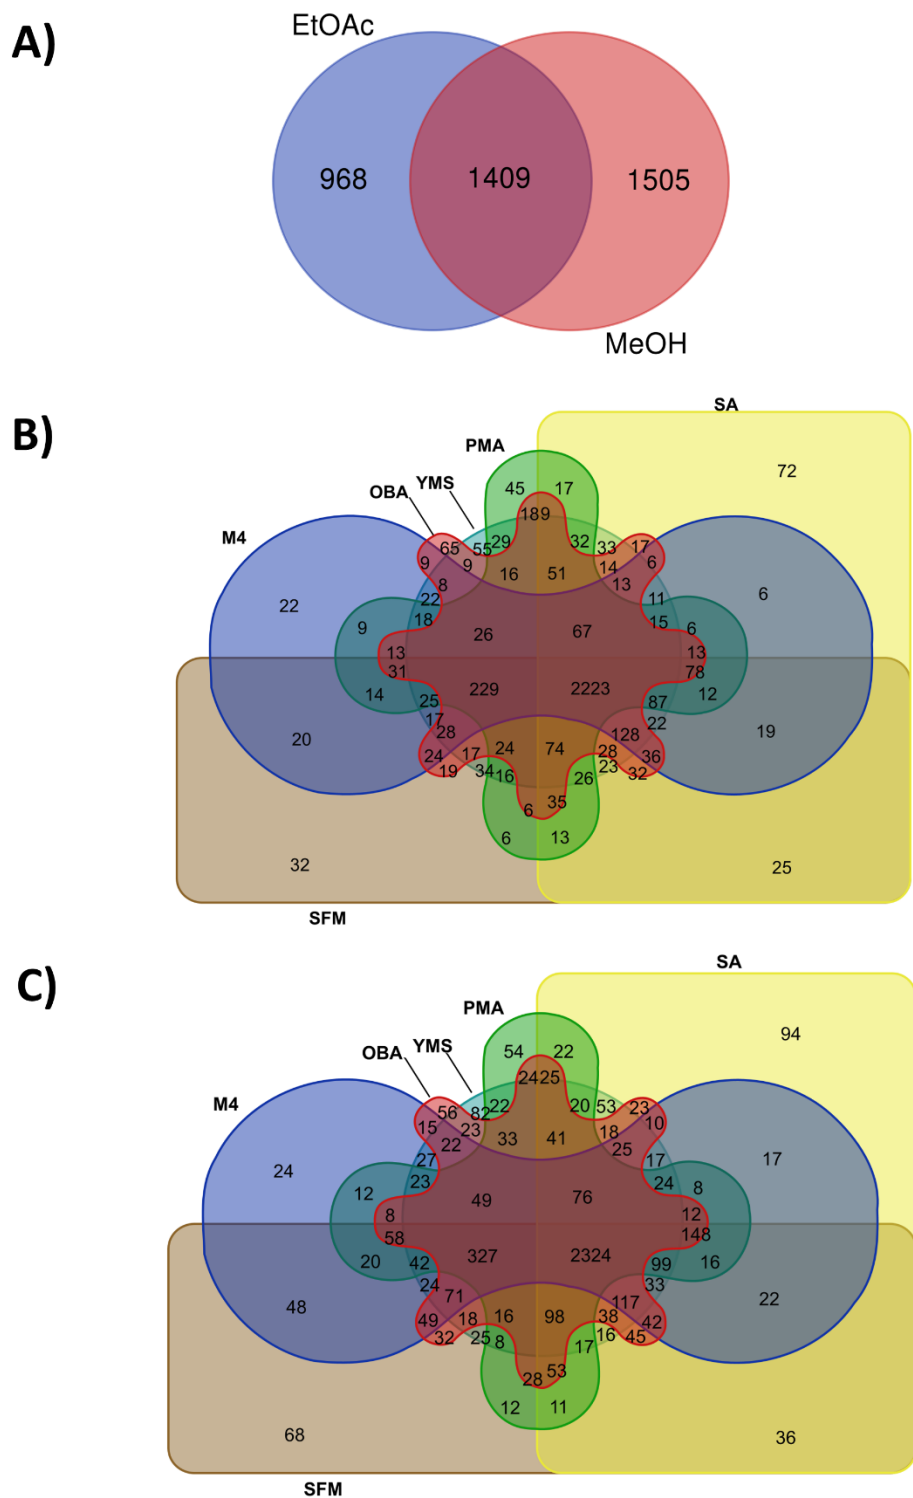 A)
EtOAc
968 1409 1505
MeOH
B)
SA
72
PMA
45 17
YMS
OBA
189
M4
65 55 29 32 33 17
9 9 16 51 14 6
8 13
22 22 11 6
18 15
9 26 67 6
13 13
31 78
14 229 2223 12
25 87
17 22
20 28 24 74 128 19
24 17 28 36
19 34 16 26 23 32
6 35
6 13
32 25
SFM
C)
SA
94
PMA
54 22
YMS
OBA
24 25
M4
56 82 22 20 53 23
15 23 18 10
22 33 41 25
24 27 17 17
23 24
12 49 76 8
8 12
58 148
20 327 2324 16
42 99
24 33
48 71 117 22
49 18 16 98 38 42
32 25 8 17 16 45
28 53
12 11
68 36
SFM